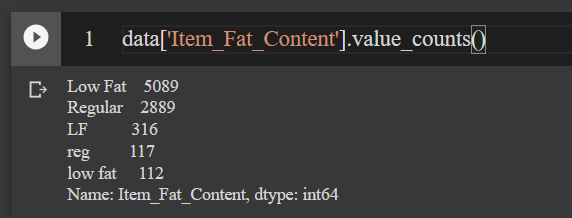 1 data['Item_Fat_Content'].value_counts()
Low Fat 5089
Regular 2889
LF 316
reg 117
low fat 112
Name: Item_Fat_Content, dtype: int64